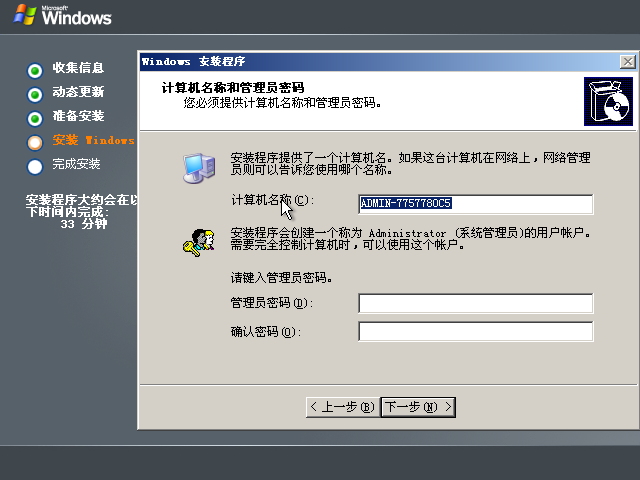 Microsoft
Windows
收集信息
动态更新
准备安装
安装 Windows
完成安装
安装程序大约会在以
下时间内完成:
33 分钟
Windows 安装程序
计算机名称和管理员密码
您必须提供计算机名称和管理员密码。
安装程序提供了一个计算机名。如果这台计算机在网络上，网络管理
员则可以告诉您使用哪个名称。
计算机名称(C):
ADMIN-7757780C5
安装程序会创建一个称为 Administrator (系统管理员)的用户帐户。
需要完全控制计算机时，可以使用这个帐户。
请键入管理员密码。
管理员密码(D):
确认密码(O):
< 上一步(B)
下一步(N) >